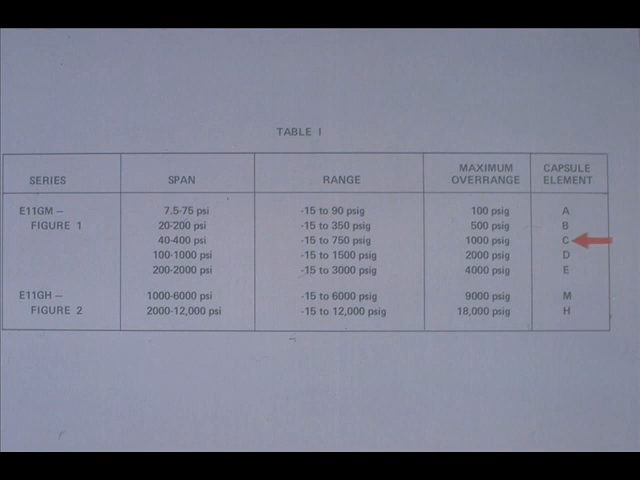 TABLE I
SERIES SPAN RANGE MAXIMUM OVERRANGE CAPSULE ELEMENT
E11GM – 7.5-75 psi -15 to 90 psig 100 psig A
FIGURE 1 20-200 psi -15 to 350 psig 500 psig B
40-400 psi -15 to 750 psig 1000 psig C
100-1000 psi -15 to 1500 psig 2000 psig D
200-2000 psi -15 to 3000 psig 4000 psig E
E11GH – 1000-6000 psi -15 to 6000 psig 9000 psig M
FIGURE 2 2000-12,000 psi -15 to 12,000 psig 18,000 psig H